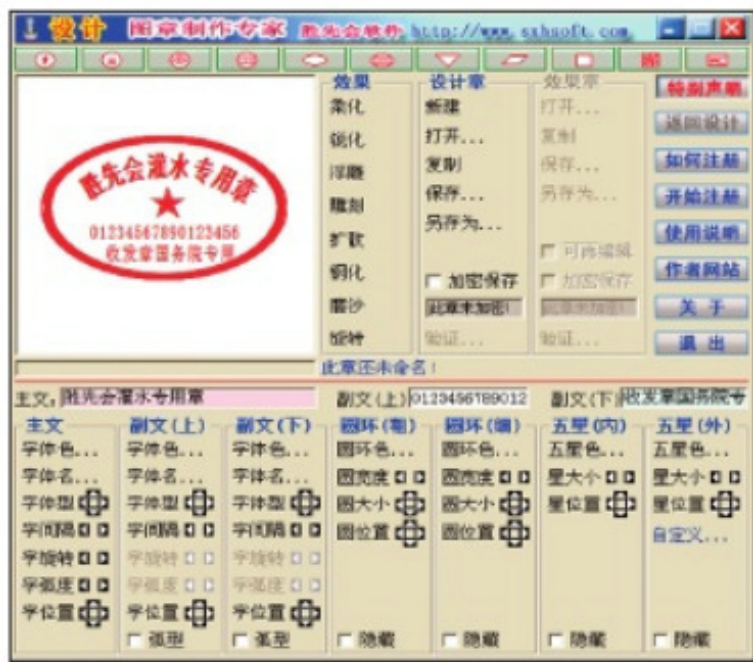 设计 图章制作专家 胜先会软件 http://www.sxhsoft.com
效果
柔化
锐化
浮雕
雕刻
扩散
钢化
磨沙
旋转
设计章
新建
打开...
复制
保存...
另存为...
加密保存
此章未加密!
验证...
效果章
打开...
复制
保存...
另存为...
可再编辑
加密保存
此章未加密!
验证...
特别声明
返回设计
如何注册
开始注册
使用说明
作者网站
关于
退出
胜先会灌水专用章
01234567890123456
收发章国务院专用
此章还未命名!
主文: 胜先会灌水专用章 副文(上) 0123456789012 副文(下) 收发章国务院专
主文
字体色...
字体名...
字体型
字间隔
字旋转
字弧度
字位置
副文(上)
字体色...
字体名...
字体型
字间隔
字旋转
字弧度
字位置
弧型
副文(下)
字体色...
字体名...
字体型
字间隔
字旋转
字弧度
字位置
弧型
圆环(粗)
圆环色...
圆宽度
圆大小
圆位置
隐藏
圆环(细)
圆环色...
圆宽度
圆大小
圆位置
隐藏
五星(内)
五星色...
星大小
星位置
隐藏
五星(外)
五星色...
星大小
星位置
自定义...
隐藏